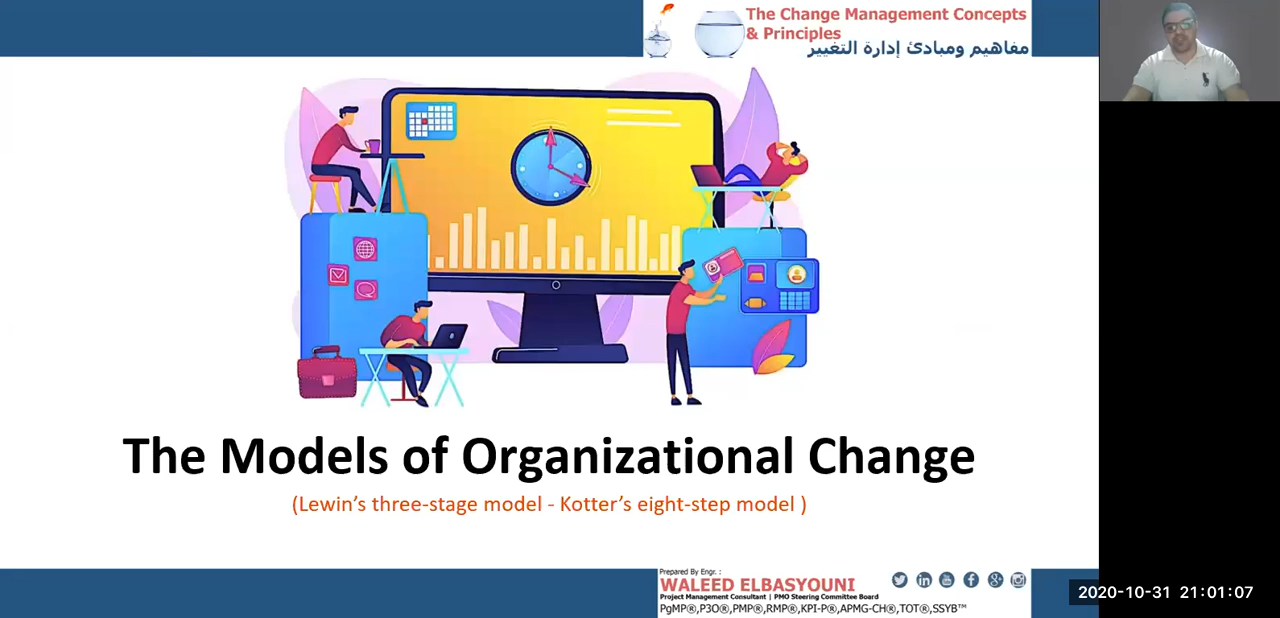 The Change Management Concepts
& Principles
مفاهيم ومبادئ إدارة التغيير
The Models of Organizational Change
(Lewin’s three-stage model - Kotter’s eight-step model )
Prepared By Engr. :
WALEED ELBASYOUNI
Project Management Consultant | PMO Steering Committee Board
PgMP®,P3O®,PMP®,RMP®,KPI-P®,APMG-CH®,TOT®,SSYB™
2020-10-31 21:01:07